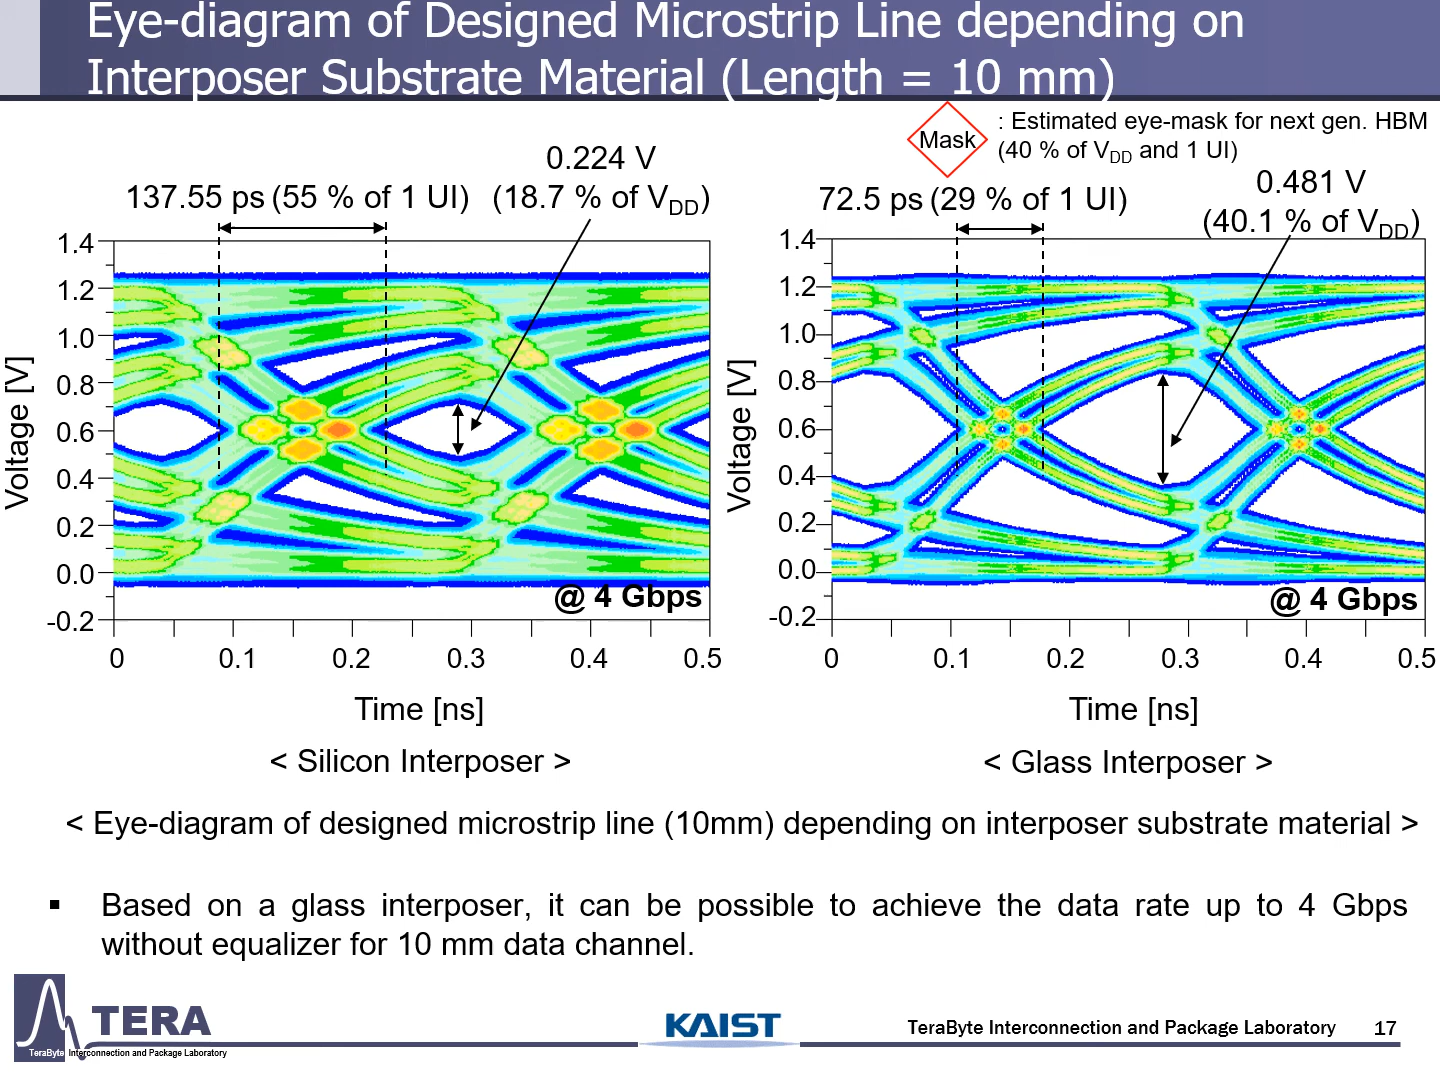 Eye-diagram of Designed Microstrip Line depending on
Interposer Substrate Material (Length = 10 mm)
Mask
: Estimated eye-mask for next gen. HBM
(40 % of VDD and 1 UI)
0.224 V
137.55 ps (55 % of 1 UI)
(18.7 % of VDD)
1.4
1.2
1.0
0.8
0.6
0.4
0.2
0.0
-0.2
Voltage [V]
@ 4 Gbps
0 0.1 0.2 0.3 0.4 0.5
Time [ns]
< Silicon Interposer >
0.481 V
72.5 ps (29 % of 1 UI)
(40.1 % of VDD)
1.4
1.2
1.0
0.8
0.6
0.4
0.2
0.0
-0.2
Voltage [V]
@ 4 Gbps
0 0.1 0.2 0.3 0.4 0.5
Time [ns]
< Glass Interposer >
< Eye-diagram of designed microstrip line (10mm) depending on interposer substrate material >
▪ Based on a glass interposer, it can be possible to achieve the data rate up to 4 Gbps
without equalizer for 10 mm data channel.
TERA
TeraByte Interconnection and Package Laboratory
KAIST
TeraByte Interconnection and Package Laboratory 17